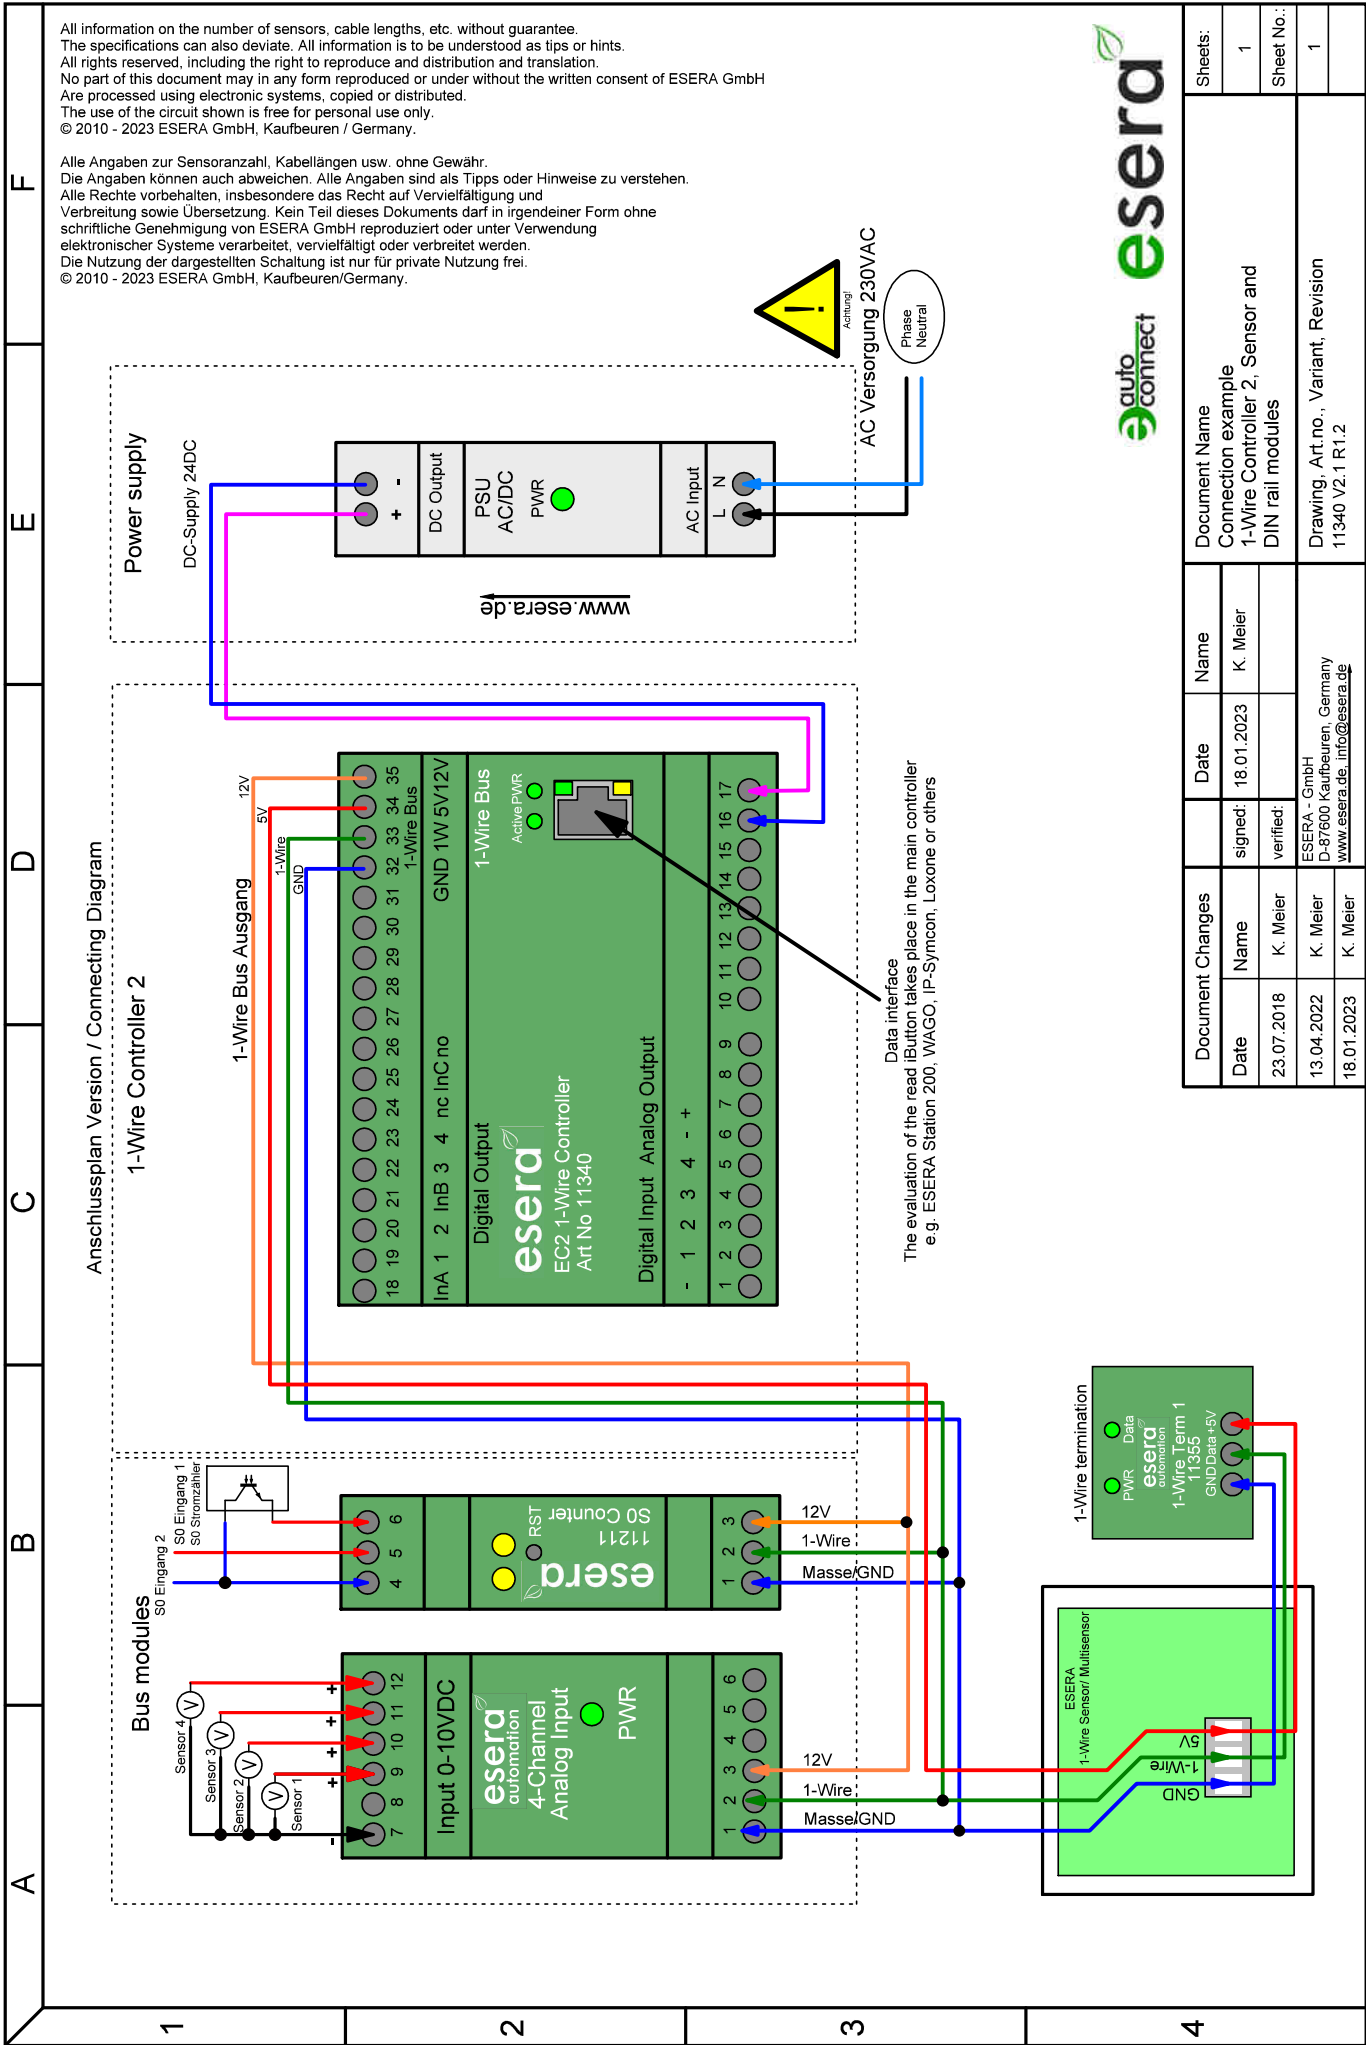 All information on the number of sensors, cable lengths, etc. without guarantee.
The specifications can also deviate. All information is to be understood as tips or hints.
All rights reserved, including the right to reproduce and distribution and translation.
No part of this document may in any form reproduced or under without the written consent of ESERA GmbH
Are processed using electronic systems, copied or distributed.
The use of the circuit shown is free for personal use only.
© 2010 - 2023 ESERA GmbH, Kaufbeuren / Germany.
Alle Angaben zur Sensoranzahl, Kabellängen usw. ohne Gewähr.
Die Angaben können auch abweichen. Alle Angaben sind als Tipps oder Hinweise zu verstehen.
Alle Rechte vorbehalten, insbesondere das Recht auf Vervielfältigung und
Verbreitung sowie Übersetzung. Kein Teil dieses Dokuments darf in irgendeiner Form ohne
schriftliche Genehmigung von ESERA GmbH reproduziert oder unter Verwendung
elektronischer Systeme verarbeitet, vervielfältigt oder verbreitet werden.
Die Nutzung der dargestellten Schaltung ist nur für private Nutzung frei.
© 2010 - 2023 ESERA GmbH, Kaufbeuren/Germany.
A
B
C
D
E
F
1
2
3
4
Anschlussplan Version / Connecting Diagram
Bus modules
Sensor 4
Sensor 3
Sensor 2
Sensor 1
V
V
V
V
-
+
+
+
+
7 8 9 10 11 12
Input 0-10VDC
esera
automation
4-Channel
Analog Input
PWR
1 2 3 4 5 6
12V
1-Wire
Masse/GND
S0 Eingang 2
S0 Eingang 1
S0 Stromzähler
4 5 6
RST
esera
11211
S0 Counter
1 2 3
12V
1-Wire
Masse/GND
1-Wire Controller 2
1-Wire Bus Ausgang
12V
5V
1-Wire
GND
18 19 20 21 22 23 24 25 26 27 28 29 30 31 32 33 34 35
1-Wire Bus
InA 1 2 InB 3 4 nc InC no
GND 1W 5V12V
Digital Output
1-Wire Bus
esera
EC2 1-Wire Controller
Art No 11340
Active PWR
Digital Input Analog Output
- 1 2 3 4 - +
1 2 3 4 5 6 7 8 9 10 11 12 13 14 15 16 17
Data interface
The evaluation of the read iButton takes place in the main controller
e.g. ESERA Station 200, WAGO, IP-Symcon, Loxone or others
Power supply
DC-Supply 24DC
+ -
DC Output
PSU
AC/DC
PWR
AC Input
L N
www.esera.de
Achtung!
AC Versorgung 230VAC
Phase
Neutral
ESERA
1-Wire Sensor/ Multisensor
GND
1-Wire
5V
1-Wire termination
PWR Data
esera
automation
1-Wire Term 1
11355
GND Data +5V
auto
connect
esera
Document Changes
Date Name
23.07.2018 K. Meier
13.04.2022 K. Meier
18.01.2023 K. Meier
Date Name
signed: 18.01.2023 K. Meier
verified:
ESERA - GmbH
D-87600 Kaufbeuren, Germany
www.esera.de, info@esera.de
Document Name
Connection example
1-Wire Controller 2, Sensor and
DIN rail modules
Drawing, Art.no., Variant, Revision
11340 V2.1 R1.2
Sheets:
1
Sheet No.:
1